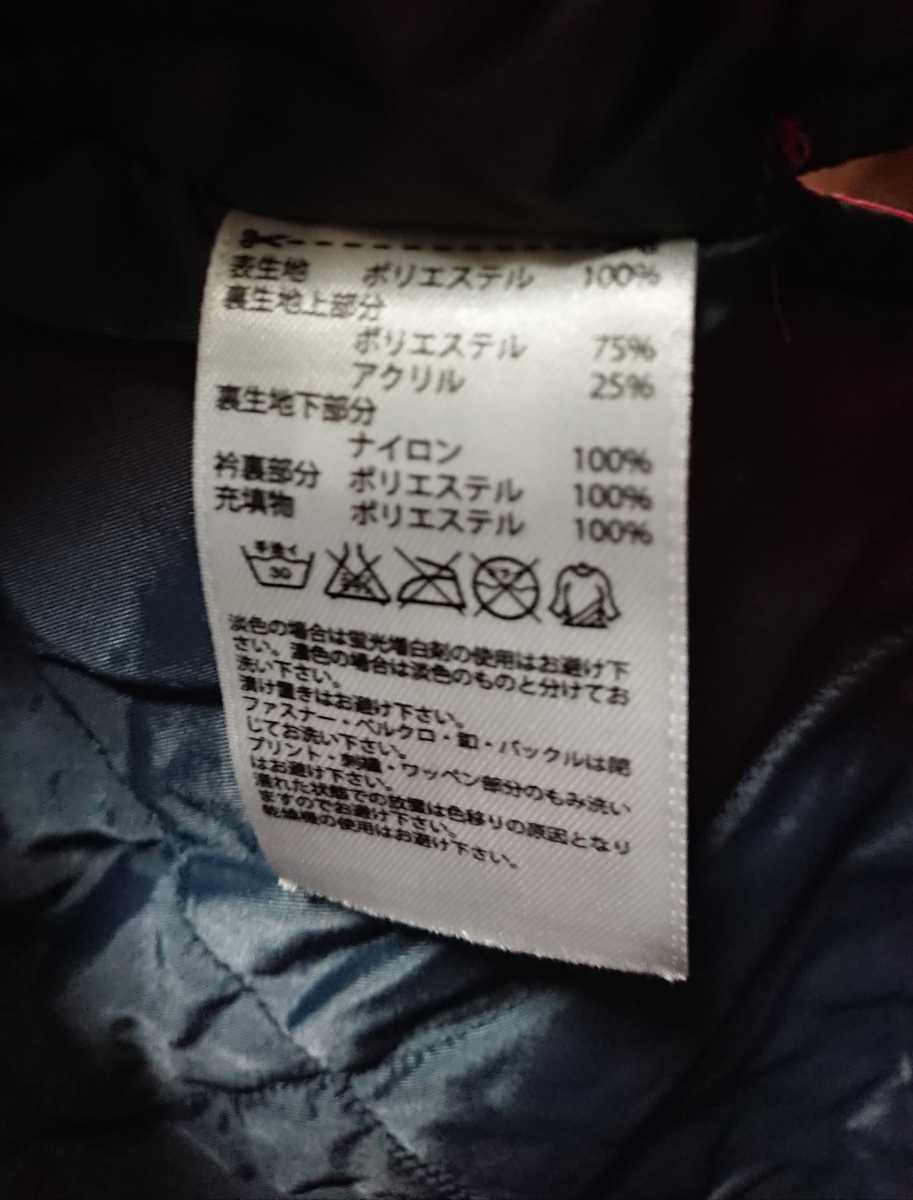 表生地 ポリエステル 100%
裏生地上部分
ポリエステル 75%
アクリル 25%
裏生地下部分
ナイロン 100%
衿裏部分 ポリエステル 100%
充填物 ポリエステル 100%
手洗イ
30
淡色の場合は蛍光増白剤の使用はお避け下
さい。濃色の場合は淡色のものと分けてお
洗い下さい。
漬け置きはお避け下さい。
ファスナー・ベルクロ・釦・バックルは閉
じてお洗い下さい。
プリント・刺繍・ワッペン部分のもみ洗い
はお避け下さい。
濡れた状態での放置は色移りの原因となり
ますのでお避け下さい。
乾燥機の使用はお避け下さい。